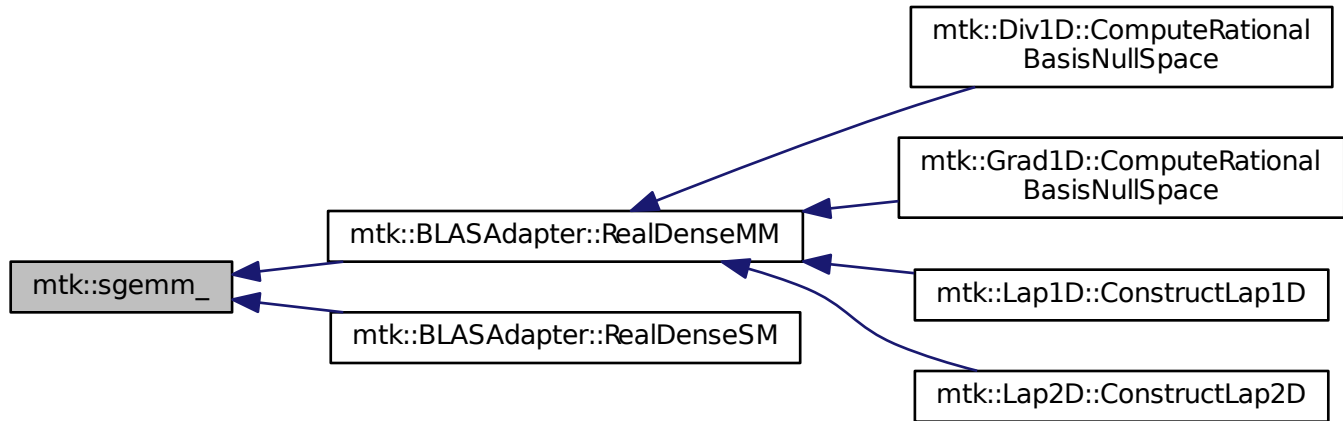 mtk::Div1D::ComputeRational
BasisNullSpace
mtk::Grad1D::ComputeRational
BasisNullSpace
mtk::BLASAdapter::RealDenseMM
mtk::sgemm_
mtk::Lap1D::ConstructLap1D
mtk::BLASAdapter::RealDenseSM
mtk::Lap2D::ConstructLap2D